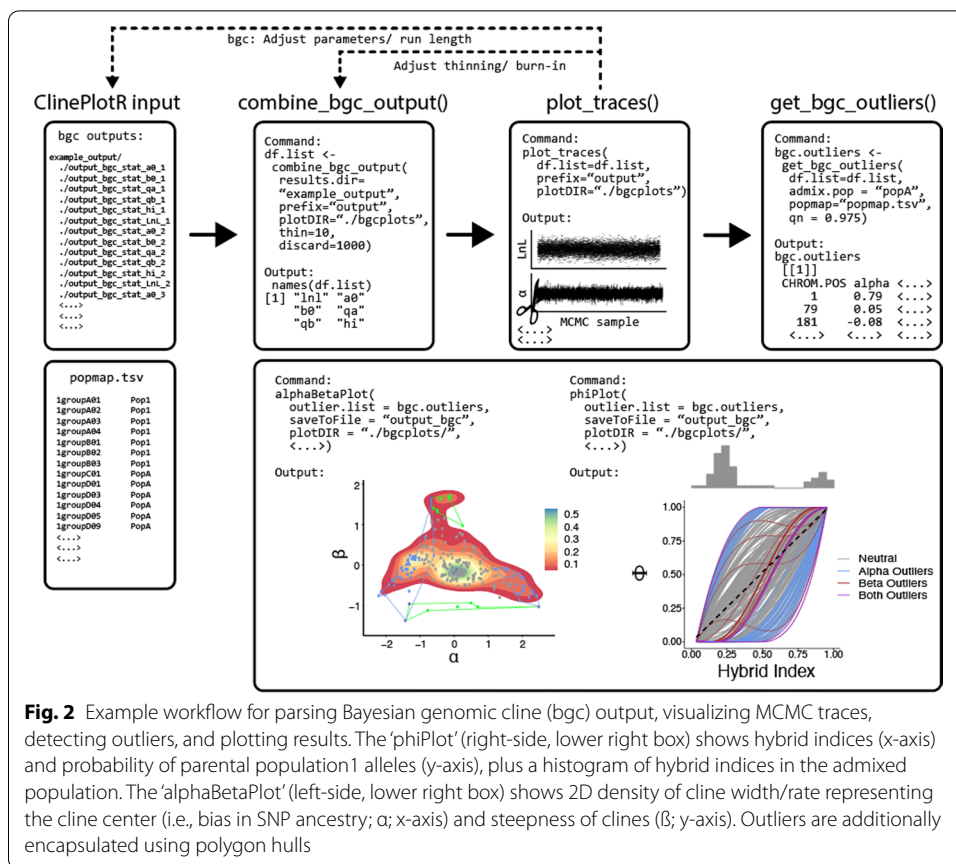 bgc: Adjust parameters/ run length
Adjust thinning/ burn-in
ClinePlotR input
combine_bgc_output()
plot_traces()
get_bgc_outliers()
bgc outputs:
example_output/
./output_bgc_stat_a0_1
./output_bgc_stat_b0_1
./output_bgc_stat_qa_1
./output_bgc_stat_qb_1
./output_bgc_stat_hi_1
./output_bgc_stat_LnL_1
./output_bgc_stat_a0_2
./output_bgc_stat_b0_2
./output_bgc_stat_qa_2
./output_bgc_stat_qb_2
./output_bgc_stat_hi_2
./output_bgc_stat_LnL_2
./output_bgc_stat_a0_3
<...>
<...>
<...>
Command:
df.list <-
combine_bgc_output(
results.dir=
“example_output”,
prefix=“output”,
plotDIR=“./bgcplots”,
thin=10,
discard=1000)
Output:
names(df.list)
[1] "lnl" "a0"
"b0" "qa"
"qb" "hi"
Command:
plot_traces(
df.list=df.list,
prefix=“output”,
plotDIR=“./bgcplots”)
Output:
LnL
α
MCMC sample
<...>
<...>
Command:
bgc.outliers <-
get_bgc_outliers(
df.list=df.list,
admix.pop = “popA”,
popmap=“popmap.tsv”,
qn = 0.975)
Output:
bgc.outliers
[[1]]
CHROM.POS alpha <...>
1 0.79 <...>
79 0.05 <...>
181 -0.08 <...>
<...> <...> <...>
popmap.tsv
1groupA01 Pop1
1groupA02 Pop1
1groupA03 Pop1
1groupA04 Pop1
1groupB01 Pop1
1groupB02 Pop1
1groupB03 Pop1
1groupC01 PopA
1groupD01 PopA
1groupD03 PopA
1groupD04 PopA
1groupD05 PopA
1groupD09 PopA
<...>
<...>
<...>
Command:
alphaBetaPlot(
outlier.list = bgc.outliers,
saveToFile = “output_bgc”,
plotDIR = “./bgcplots/”,
<...>)
Output:
β
2
1
0
−1
−2 −1 0 1 2
α
0.5
0.4
0.3
0.2
0.1
Command:
phiPlot(
outlier.list = bgc.outliers,
saveToFile = “output_bgc”,
plotDIR = “./bgcplots/”,
<...>)
Output:
Φ
1.00
0.75
0.50
0.25
0.00
0.00 0.25 0.50 0.75 1.00
Hybrid Index
Neutral
Alpha Outliers
Beta Outliers
Both Outliers
Fig. 2 Example workflow for parsing Bayesian genomic cline (bgc) output, visualizing MCMC traces,
detecting outliers, and plotting results. The ‘phiPlot’ (right-side, lower right box) shows hybrid indices (x-axis)
and probability of parental population1 alleles (y-axis), plus a histogram of hybrid indices in the admixed
population. The ‘alphaBetaPlot’ (left-side, lower right box) shows 2D density of cline width/rate representing
the cline center (i.e., bias in SNP ancestry; α; x-axis) and steepness of clines (ß; y-axis). Outliers are additionally
encapsulated using polygon hulls